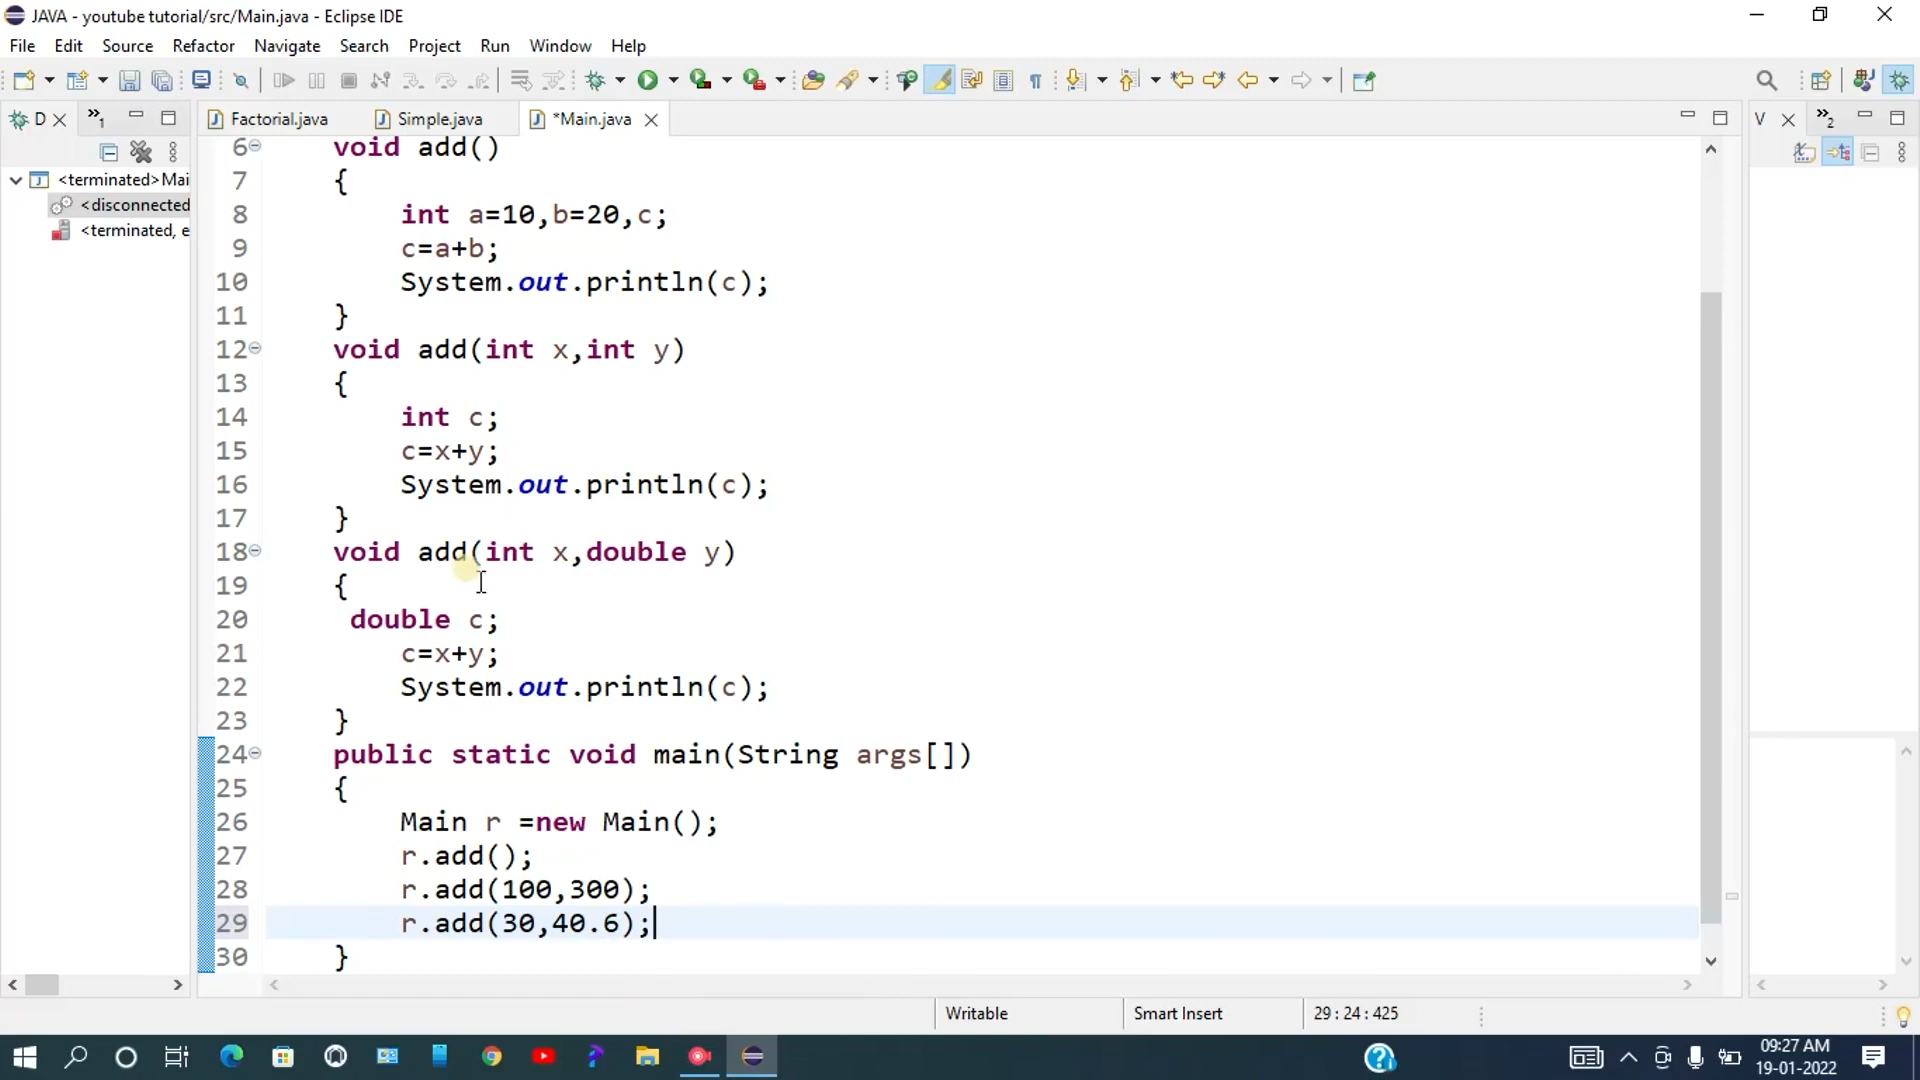 JAVA - youtube tutorial/src/Main.java - Eclipse IDE
File Edit Source Refactor Navigate Search Project Run Window Help
D
»1
Factorial.java
Simple.java
*Main.java
V
»2
<terminated>Mai
<disconnected
<terminated, e
6 void add()
7 {
8 int a=10,b=20,c;
9 c=a+b;
10 System.out.println(c);
11 }
12 void add(int x,int y)
13 {
14 int c;
15 c=x+y;
16 System.out.println(c);
17 }
18 void add(int x,double y)
19 {
20 double c;
21 c=x+y;
22 System.out.println(c);
23 }
24 public static void main(String args[])
25 {
26 Main r =new Main();
27 r.add();
28 r.add(100,300);
29 r.add(30,40.6);
30 }
Writable
Smart Insert
29 : 24 : 425
09:27 AM
19-01-2022